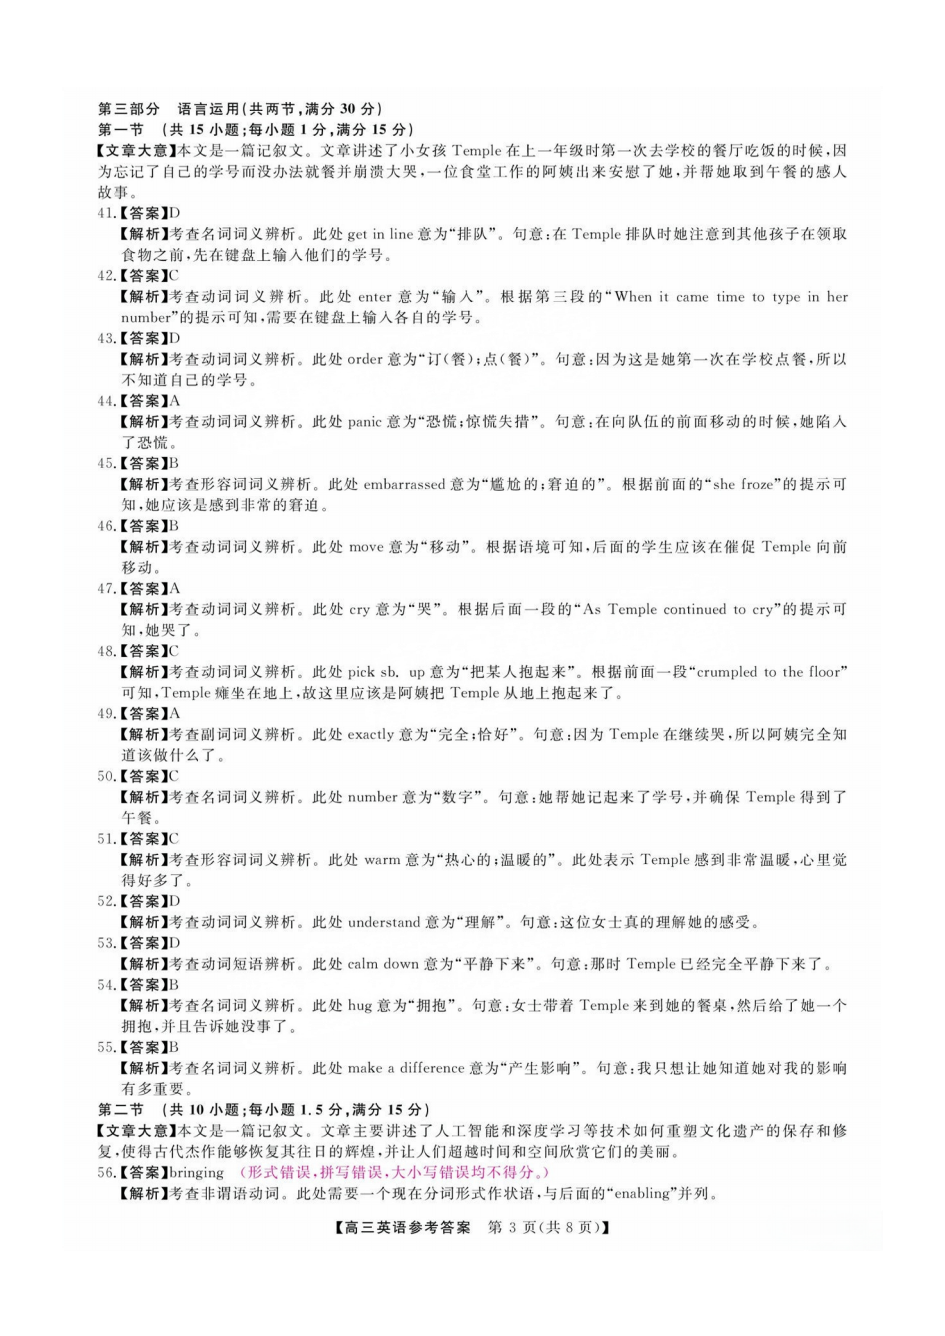 第三部分　语言运用(共两节,满分 30 分)
第一节　(共 15 小题;每小题 1 分,满分 15 分)
【文章大意】本文是一篇记叙文。文章讲述了小女孩 Temple 在上一年级时第一次去学校的餐厅吃饭的时候,因
为忘记了自己的学号而没办法就餐并崩溃大哭,一位食堂工作的阿姨出来安慰了她,并帮她取到午餐的感人
故事。
41.【答案】D
【解析】考查名词词义辨析。此处 get in line 意为“排队”。句意:在 Temple 排队时她注意到其他孩子在领取
食物之前,先在键盘上输入他们的学号。
42.【答案】C
【解析】考查动词词义辨析。此处 enter 意为“输入”。根据第三段的“When it came time to type in her
number”的提示可知,需要在键盘上输入各自的学号。
43.【答案】D
【解析】考查动词词义辨析。此处 order 意为“订(餐);点(餐)”。句意:因为这是她第一次在学校点餐,所以
不知道自己的学号。
44.【答案】A
【解析】考查动词词义辨析。此处 panic 意为“恐慌;惊慌失措”。句意:在向队伍的前面移动的时候,她陷入
了恐慌。
45.【答案】B
【解析】考查形容词词义辨析。此处 embarrassed 意为“尴尬的;窘迫的”。根据前面的“she froze”的提示可
知,她应该是感到非常的窘迫。
46.【答案】B
【解析】考查动词词义辨析。此处 move 意为“移动”。根据语境可知,后面的学生应该在催促 Temple 向前
移动。
47.【答案】A
【解析】考查动词词义辨析。此处 cry 意为“哭”。根据后面一段的“As Temple continued to cry”的提示可
知,她哭了。
48.【答案】C
【解析】考查动词词义辨析。此处 pick sb. up 意为“把某人抱起来”。根据前面一段“crumpled to the floor”
可知,Temple 瘫坐在地上,故这里应该是阿姨把 Temple 从地上抱起来了。
49.【答案】A
【解析】考查副词词义辨析。此处 exactly 意为“完全;恰好”。句意:因为 Temple 在继续哭,所以阿姨完全知
道该做什么了。
50.【答案】C
【解析】考查名词词义辨析。此处 number 意为“数字”。句意:她帮她记起来了学号,并确保 Temple 得到了
午餐。
51.【答案】C
【解析】考查形容词词义辨析。此处 warm 意为“热心的;温暖的”。此处表示 Temple 感到非常温暖,心里觉
得好多了。
52.【答案】D
【解析】考查动词词义辨析。此处 understand 意为“理解”。句意:这位女士真的理解她的感受。
53.【答案】D
【解析】考查动词短语辨析。此处 calm down 意为“平静下来”。句意:那时 Temple 已经完全平静下来了。
54.【答案】B
【解析】考查名词词义辨析。此处 hug 意为“拥抱”。句意:女士带着 Temple 来到她的餐桌,然后给了她一个
拥抱,并且告诉她没事了。
55.【答案】B
【解析】考查名词词义辨析。此处 make a difference 意为“产生影响”。句意:我只想让她知道她对我的影响
有多重要。
第二节　(共 10 小题;每小题 1.5 分,满分 15 分)
【文章大意】本文是一篇记叙文。文章主要讲述了人工智能和深度学习等技术如何重塑文化遗产的保存和修
复,使得古代杰作能够恢复其往日的辉煌,并让人们超越时间和空间欣赏它们的美丽。
56.【答案】bringing　(形式错误,拼写错误,大小写错误均不得分。)
【解析】考查非谓语动词。此处需要一个现在分词形式作状语,与后面的“enabling”并列。
【高三英语参考答案　第 3 页(共 8 页)】